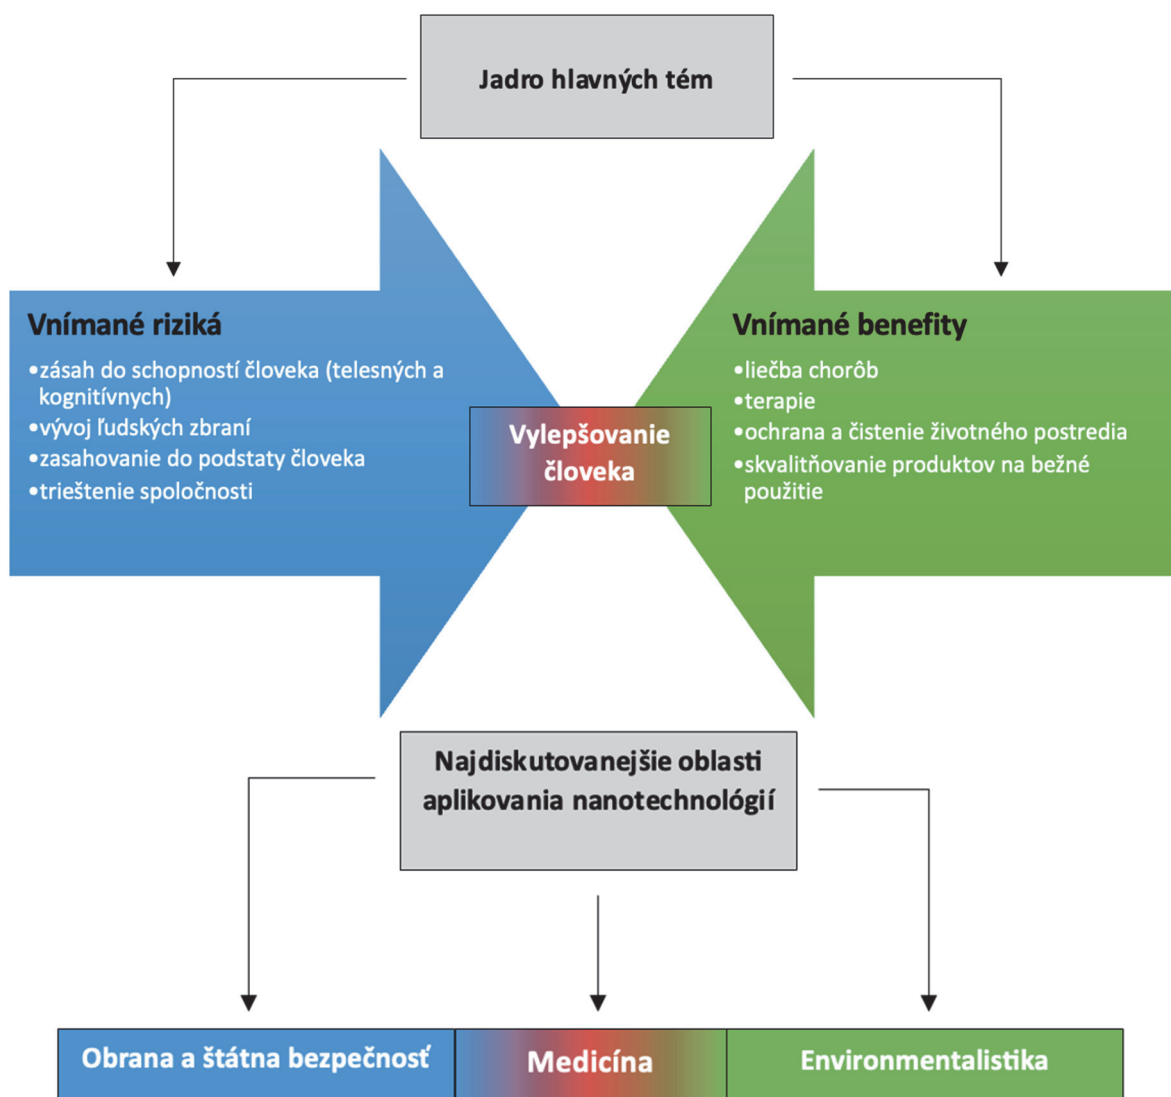 Jadro hlavných tém
Vnímané riziká
•zásah do schopností človeka (telesných a
kognitívnych)
•vývoj ľudských zbraní
•zasahovanie do podstaty človeka
•trieštenie spoločnosti
Vylepšovanie
človeka
Vnímané benefity
•liečba chorôb
•terapie
•ochrana a čistenie životného postredia
•skvalitňovanie produktov na bežné
použitie
Najdiskutovanejšie oblasti
aplikovania nanotechnológií
Obrana a štátna bezpečnosť
Medicína
Environmentalistika